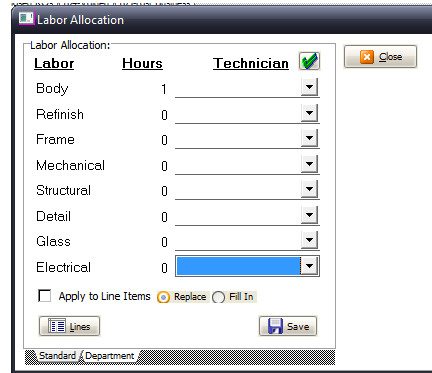 Labor Allocation
Labor Allocation:
Labor Hours Technician
Close
Body 1
Refinish 0
Frame 0
Mechanical 0
Structural 0
Detail 0
Glass 0
Electrical 0
Apply to Line Items Replace Fill In
Lines Save
Standard Department